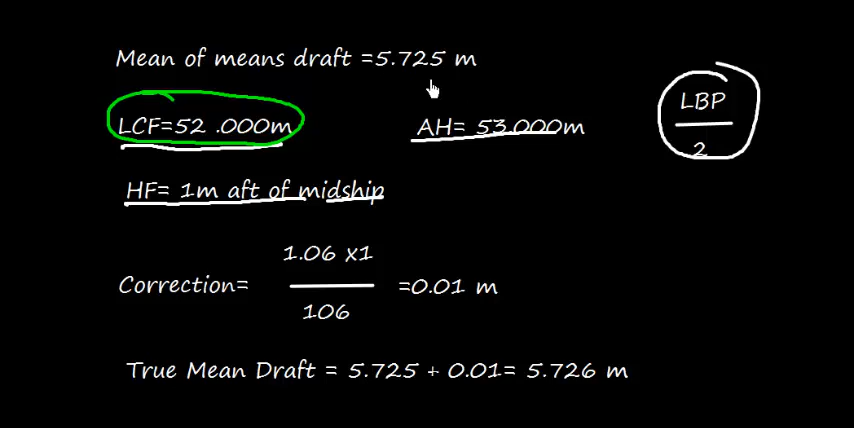 Mean of means draft =5.725 m
LCF=52 .000m
AH= 53.000m
LBP
2
HF= 1m aft of midship
1.06 x1
Correction=
=0.01 m
106
True Mean Draft = 5.725 + 0.01= 5.726 m